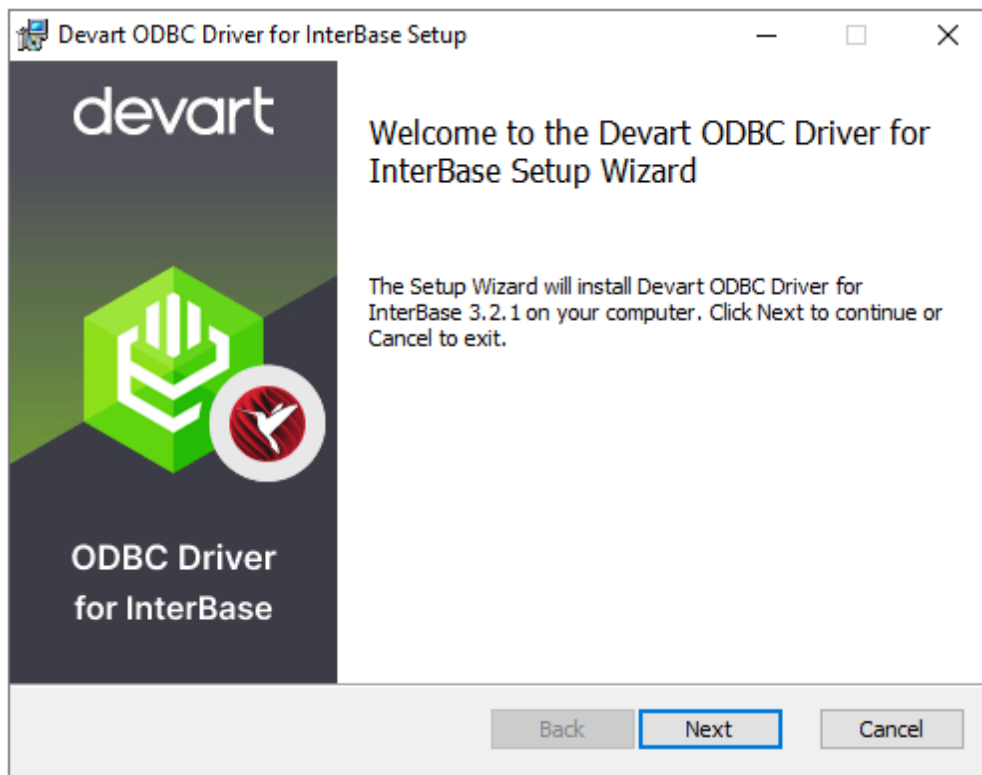 Devart ODBC Driver for InterBase Setup
devart
Welcome to the Devart ODBC Driver for
InterBase Setup Wizard
The Setup Wizard will install Devart ODBC Driver for
InterBase 3.2.1 on your computer. Click Next to continue or
Cancel to exit.
ODBC Driver
for InterBase
Back
Next
Cancel